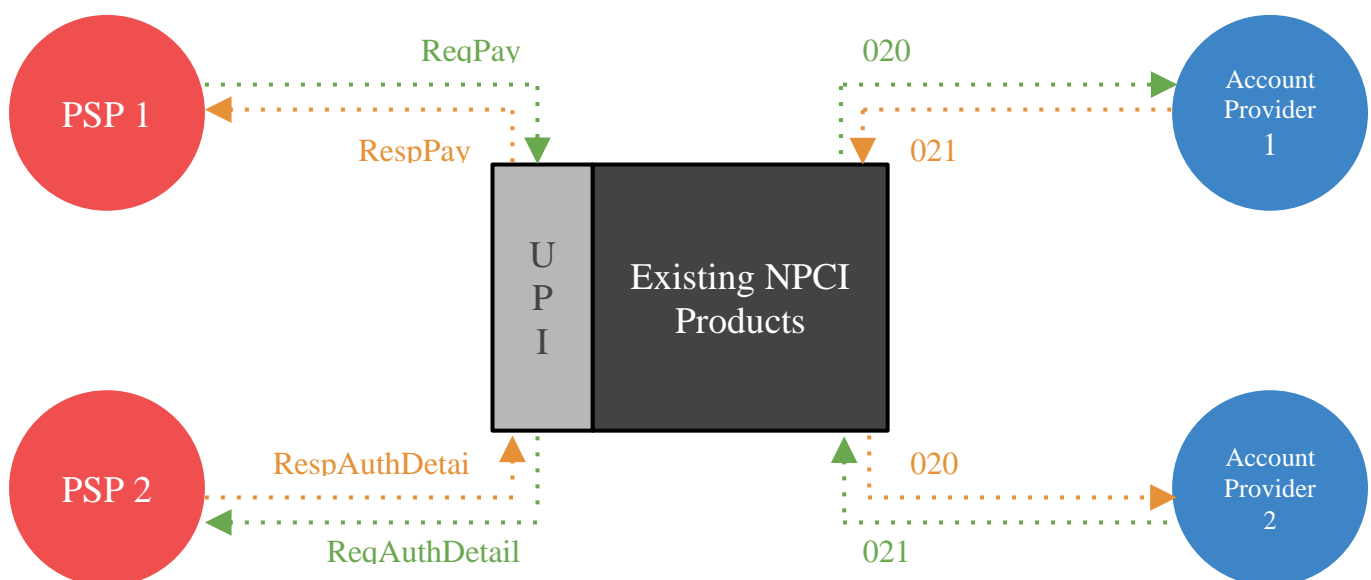 ReqPay
020
PSP 1
Account
Provider
1
RespPay
021
U
P
I
Existing NPCI
Products
RespAuthDetai
020
PSP 2
Account
Provider
2
ReqAuthDetail
021